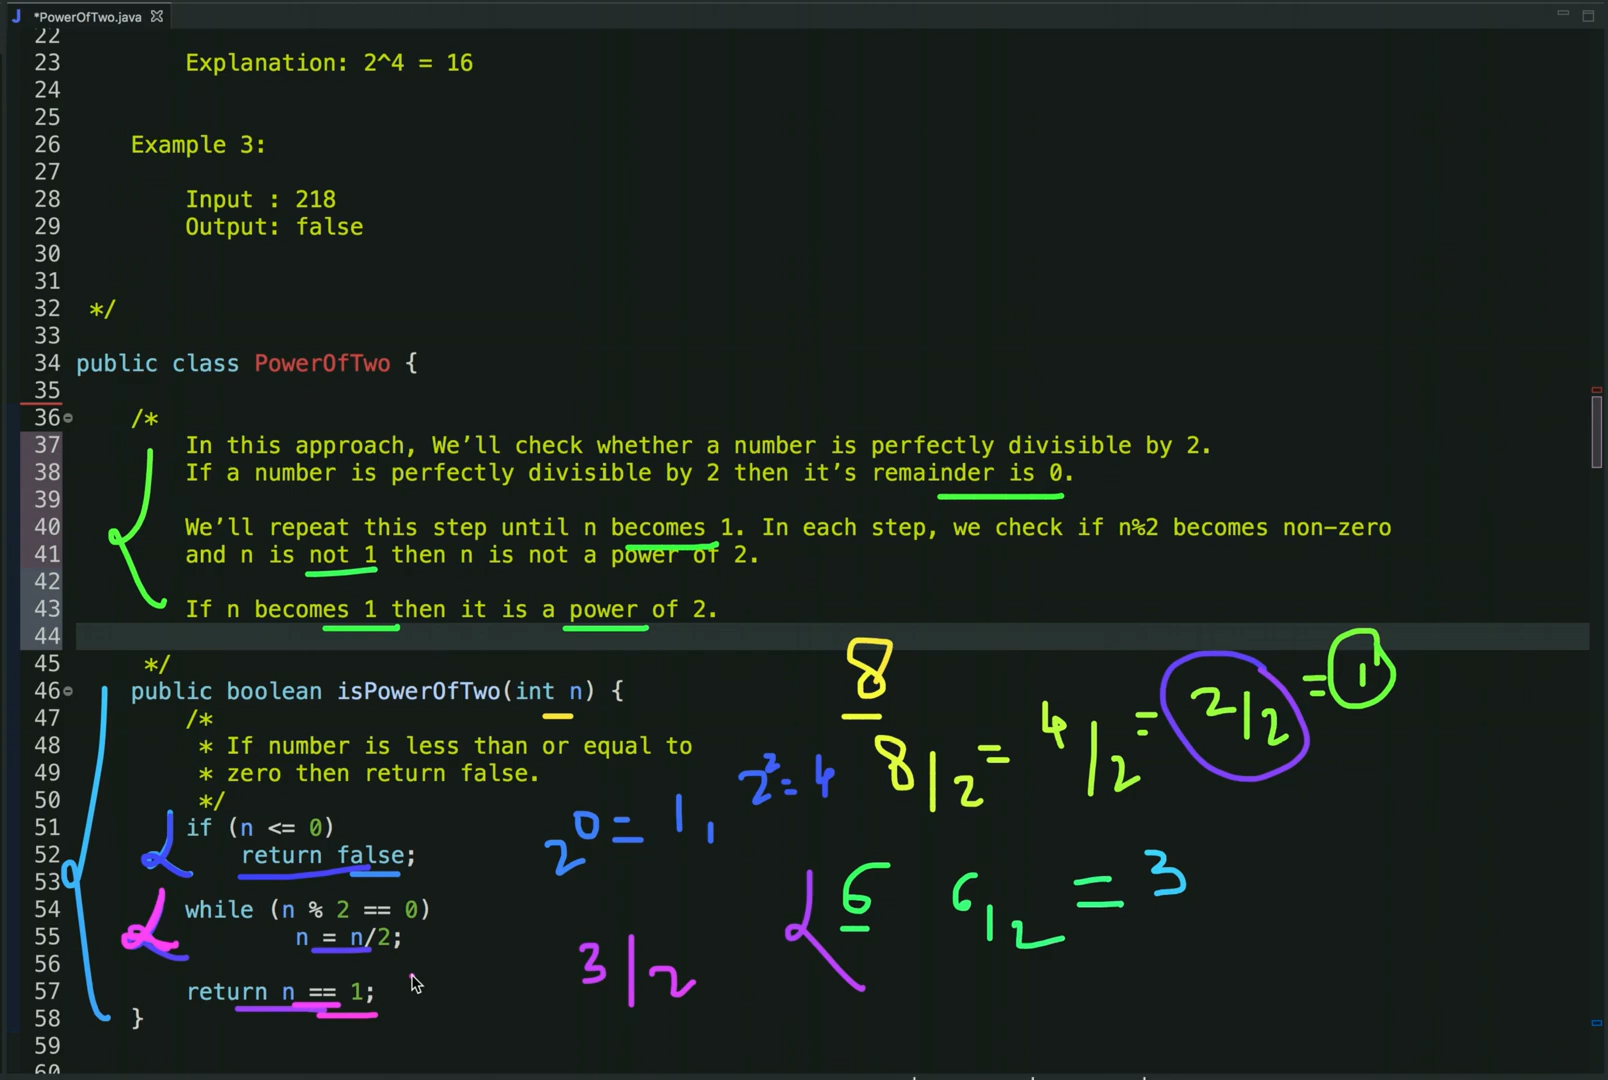 *PowerOfTwo.java
22
23 Explanation: 2^4 = 16
24
25
26 Example 3:
27
28 Input : 218
29 Output: false
30
31
32 */
33
34 public class PowerOfTwo {
35
36 /*
37 In this approach, We’ll check whether a number is perfectly divisible by 2.
38 If a number is perfectly divisible by 2 then it’s remainder is 0.
39
40 We’ll repeat this step until n becomes 1. In each step, we check if n%2 becomes non-zero
41 and n is not 1 then n is not a power of 2.
42
43 If n becomes 1 then it is a power of 2.
44
45 */
46 public boolean isPowerOfTwo(int n) {
47 /*
48 * If number is less than or equal to
49 * zero then return false.
50 */
51 if (n <= 0)
52 return false;
53
54 while (n % 2 == 0)
55 n = n/2;
56
57 return n == 1;
58 }
59
60
8
8/2 = 4/2 = 2/2 = 1
2^0 = 1, 2^2 = 4
6 6/2 = 3
3/2